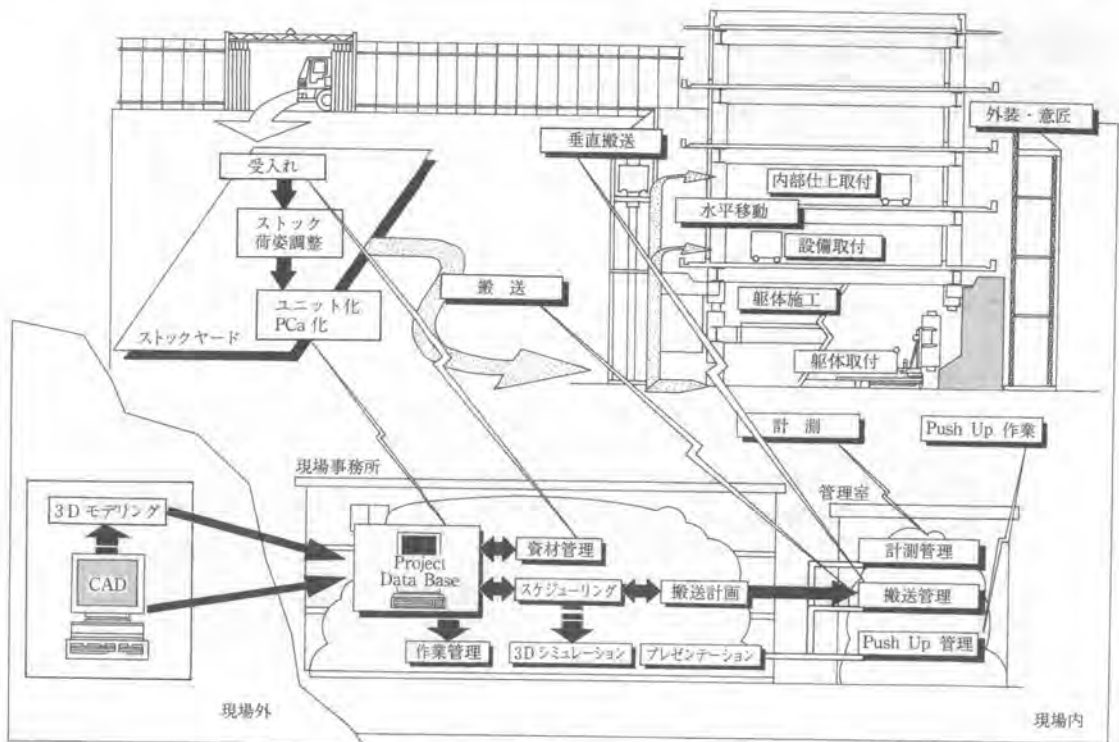 外装・意匠
垂直搬送
受入れ
内部仕上取付
水平移動
ストック
荷姿調整
設備取付
搬 送
ユニット化
PCa 化
躯体施工
ストックヤード
躯体取付
計 測
Push Up 作業
現場事務所
管理室
3D モデリング
CAD
Project
Data Base
資材管理
計測管理
スケジューリング
搬送計画
搬送管理
作業管理
3D シミュレーション
プレゼンテーション
Push Up 管理
現場外
現場内